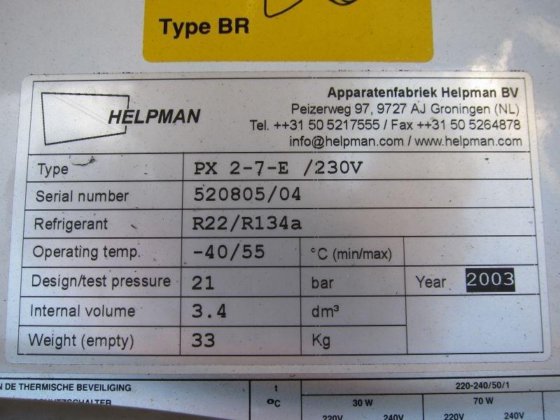 Type BR
HELPMAN
Apparatenfabriek Helpman BV
Peizerweg 97, 9727 AJ Groningen (NL)
Tel. ++31 50 5217555 / Fax ++31 50 5264878
info@helpman.com / www.helpman.com
Type PX 2-7-E /230V
Serial number 520805/04
Refrigerant R22/R134a
Operating temp. -40/55 °C (min/max)
Design/test pressure 21 bar Year 2003
Internal volume 3.4 dm³
Weight (empty) 33 Kg
N DE THERMISCHE BEVEILIGING t 220-240/50/1
°C 30 W 70 W
220V 240V 220V 240V